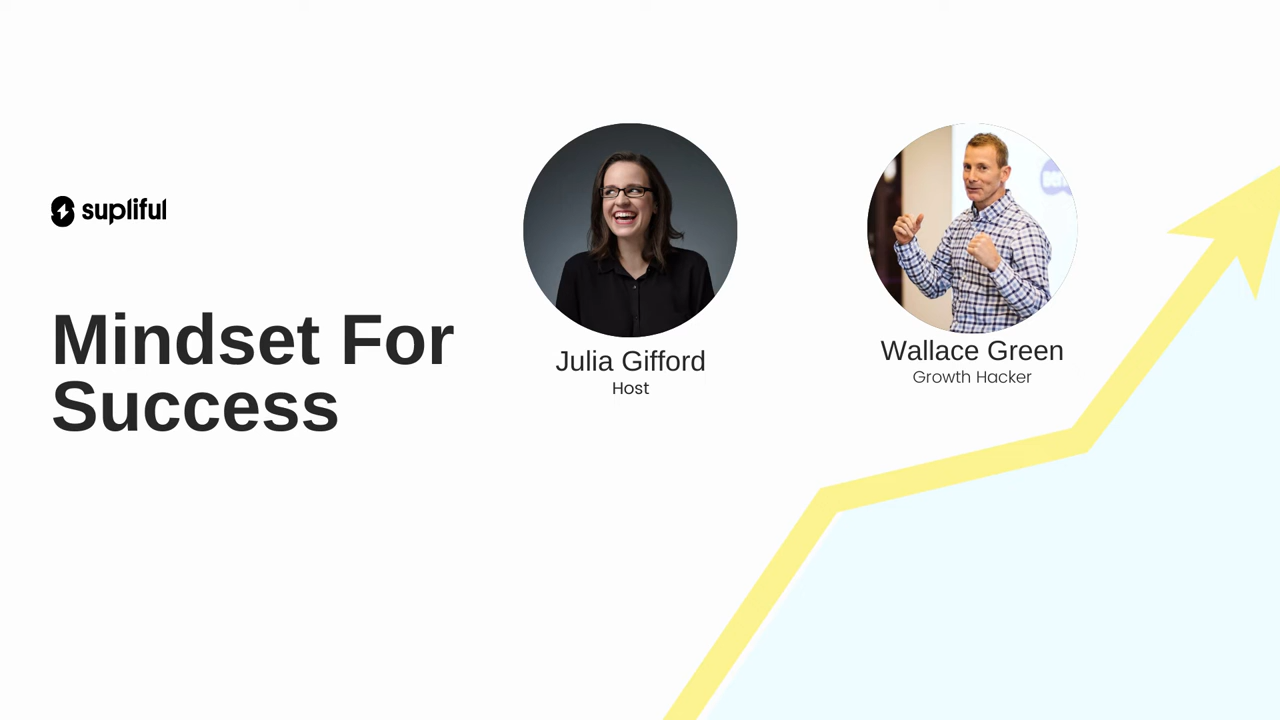 supliful
Mindset For
Success
Julia Gifford
Host
Wallace Green
Growth Hacker